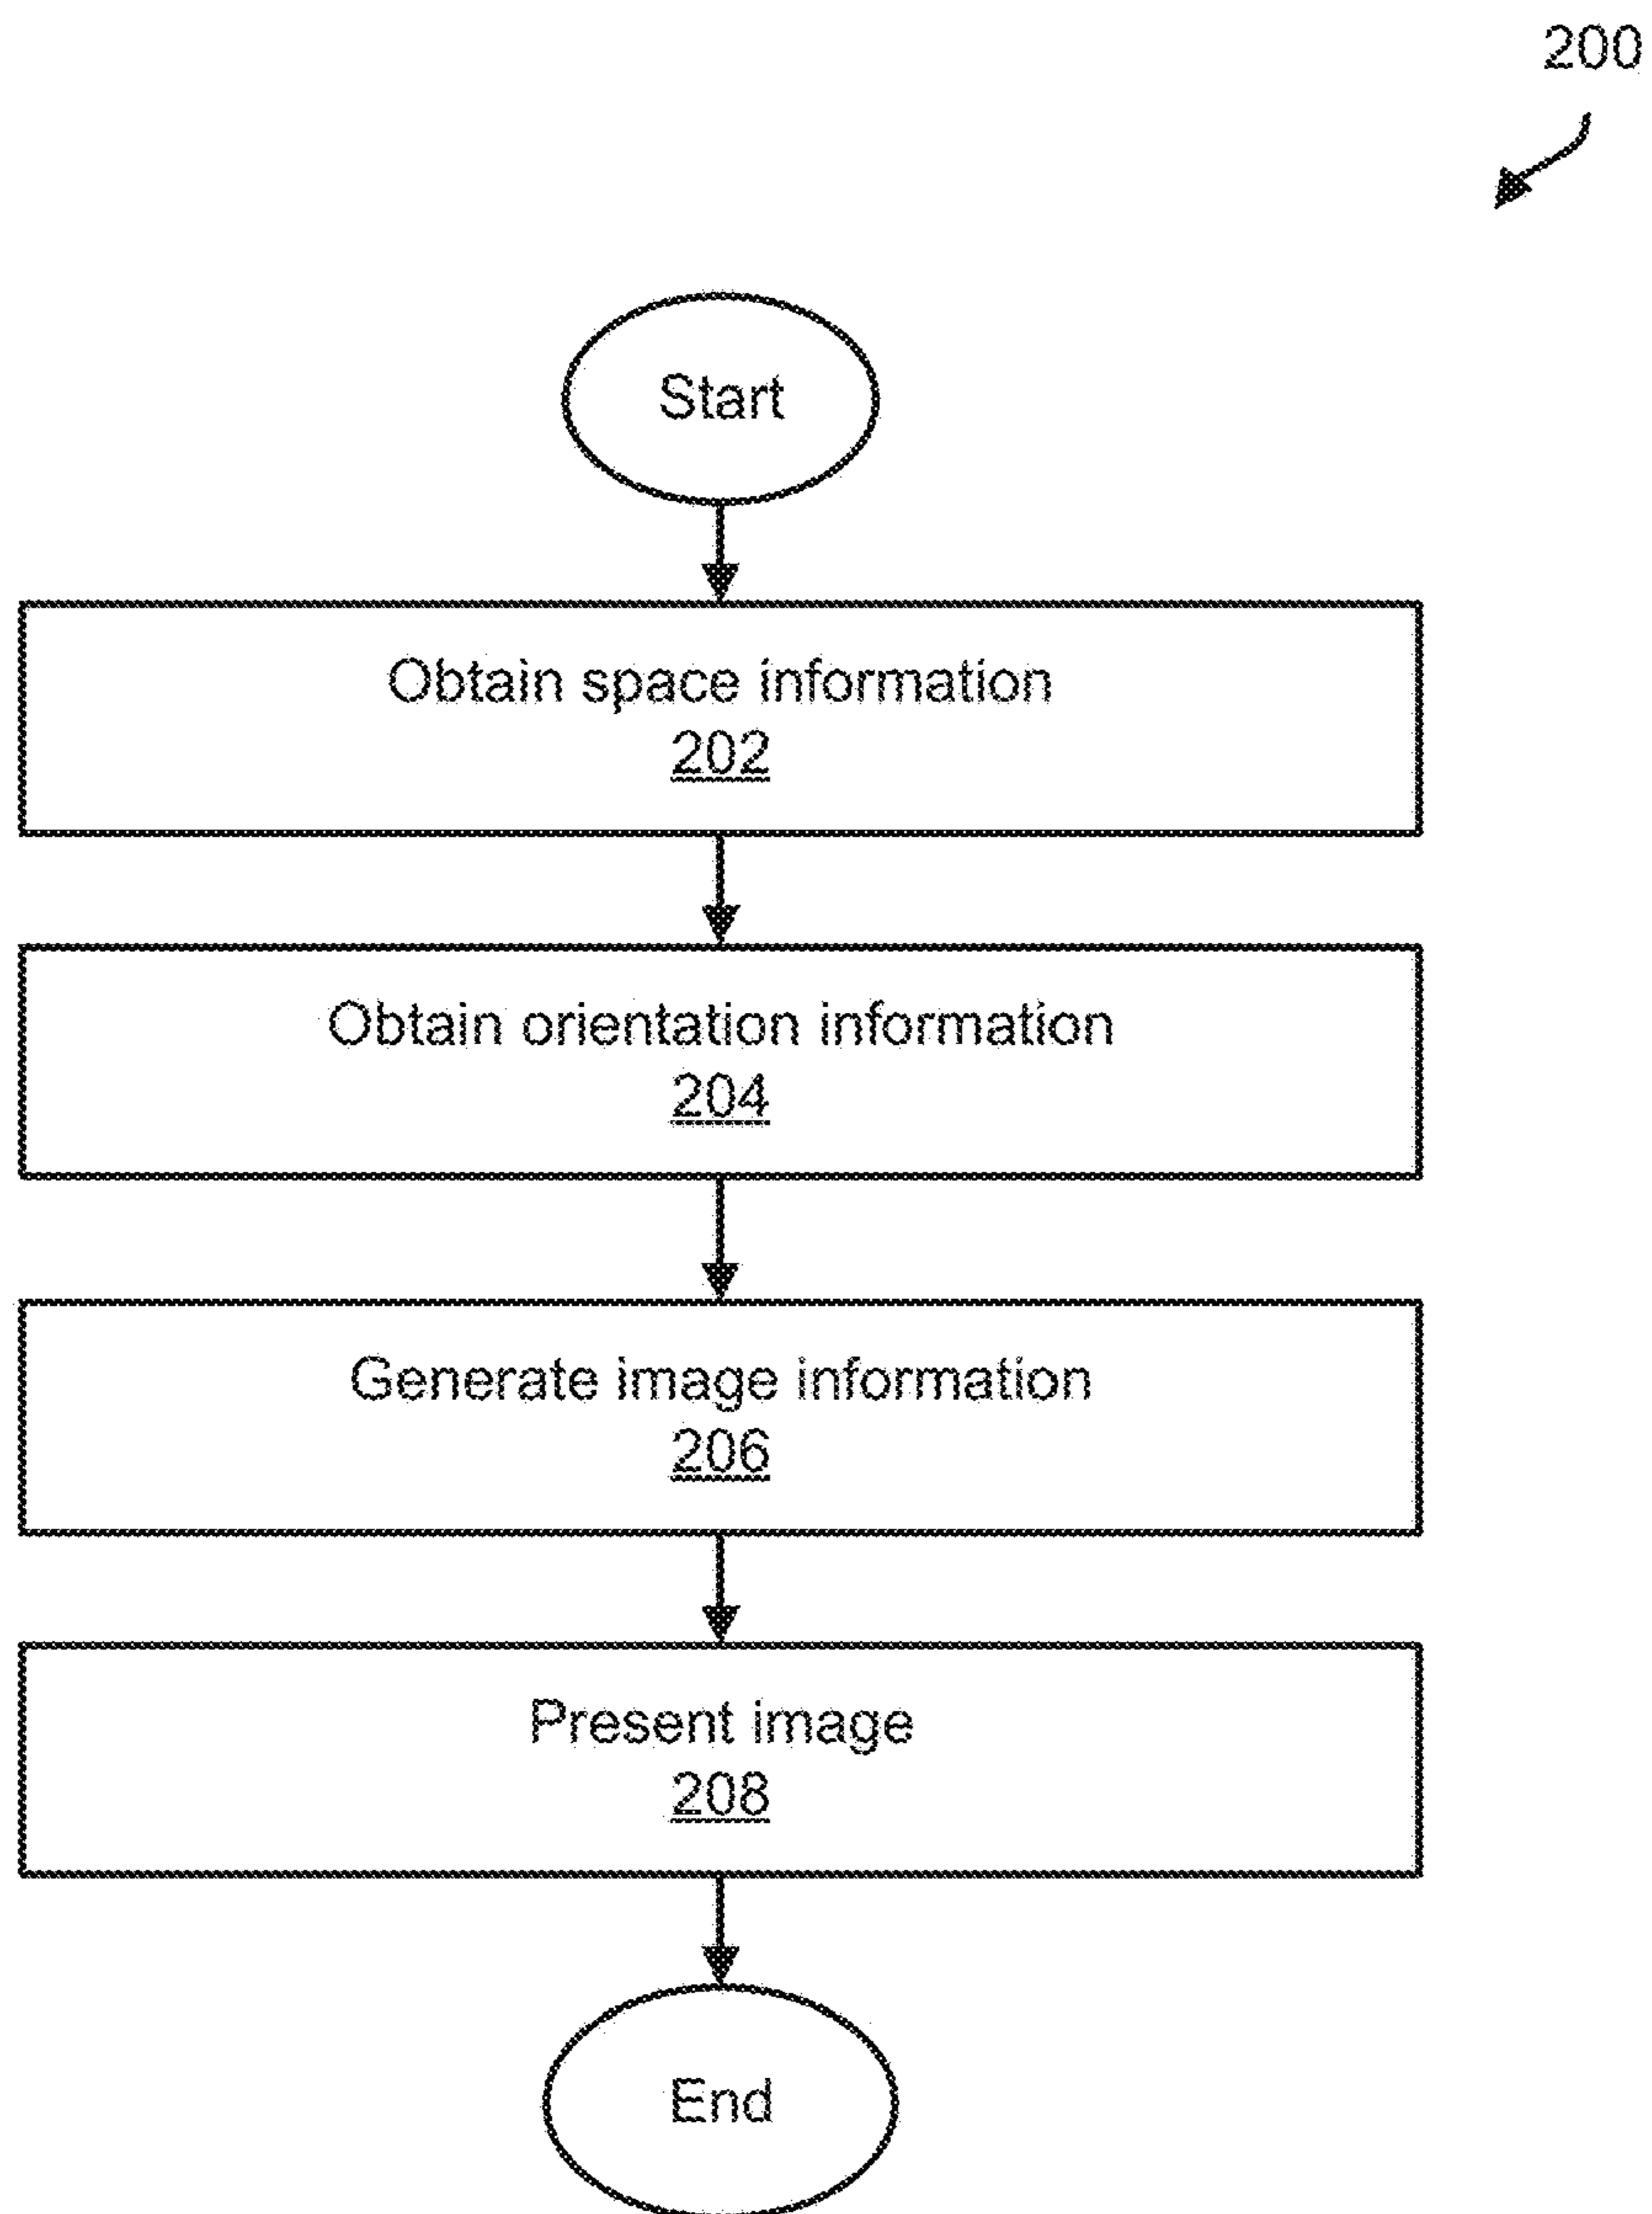 200
Start
Obtain space information
202
Obtain orientation information
204
Generate image information
206
Present image
208
End